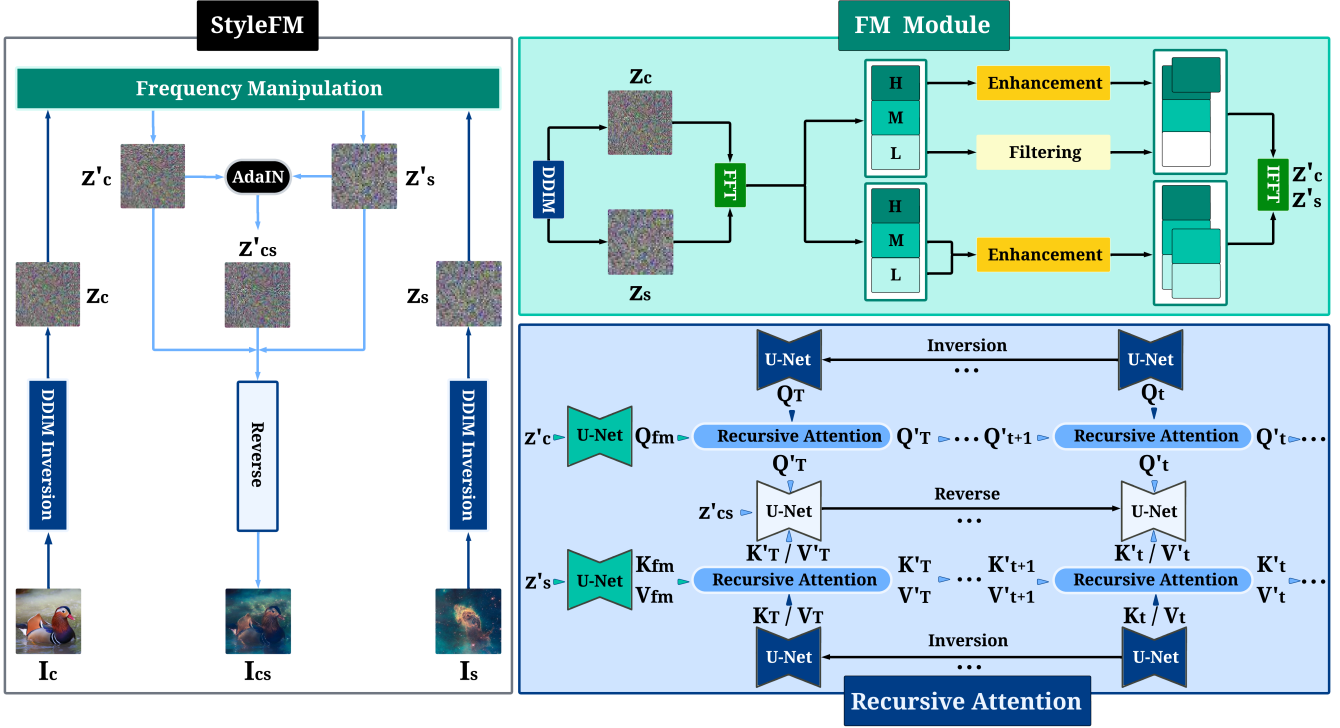 StyleFM
Frequency Manipulation
z'c
AdaIN
z's
z'cs
zc
zs
DDIM Inversion
Reverse
DDIM Inversion
Ic
Ics
Is
FM Module
zc
DDIM
FFT
zs
H
M
L
Enhancement
Filtering
H
M
L
Enhancement
IFFT
z'c
z's
U-Net
Inversion
...
U-Net
QT
Qt
z'c
U-Net
Qfm
Recursive Attention
Q'T
...
Q't+1
Recursive Attention
Q't
...
Q'T
Q't
z'cs
U-Net
Reverse
...
U-Net
K'T / V'T
K't / V't
z's
U-Net
Kfm
Vfm
Recursive Attention
K'T
V'T
...
K't+1
V't+1
Recursive Attention
K't
V't
...
KT / VT
Kt / Vt
U-Net
Inversion
...
U-Net
Recursive Attention